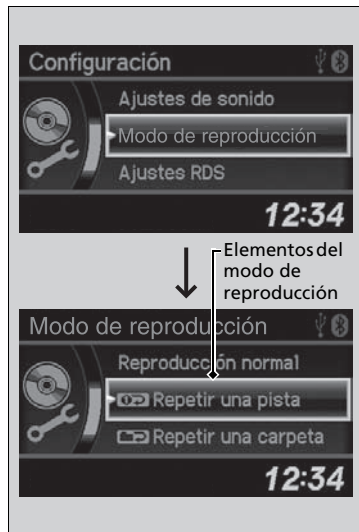 Configuración
Ajustes de sonido
Modo de reproducción
Ajustes RDS
12:34
Elementos del
modo de
reproducción
Modo de reproducción
Reproducción normal
Repetir una pista
Repetir una carpeta
12:34